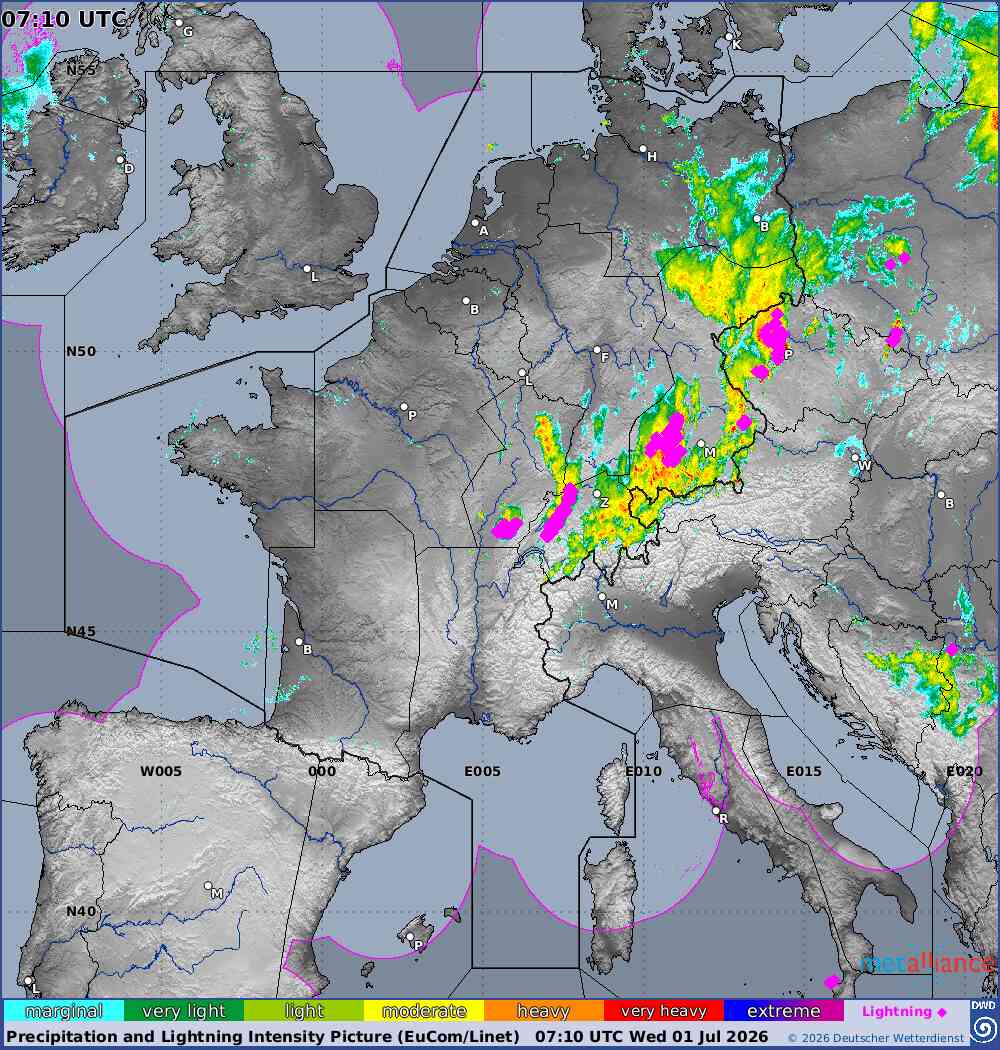 07:10 UTC
G
K
N55
H
D
A
B
L
B
N50
F
P
L
P
M
W
Z
B
M
N45
B
W005
000
E005
E010
E015
E020
R
M
N40
P
L
metalliance
marginal very light light moderate heavy very heavy extreme Lightning ◆
DWD
Precipitation and Lightning Intensity Picture (EuCom/Linet) 07:10 UTC Wed 01 Jul 2026 © 2026 Deutscher Wetterdienst